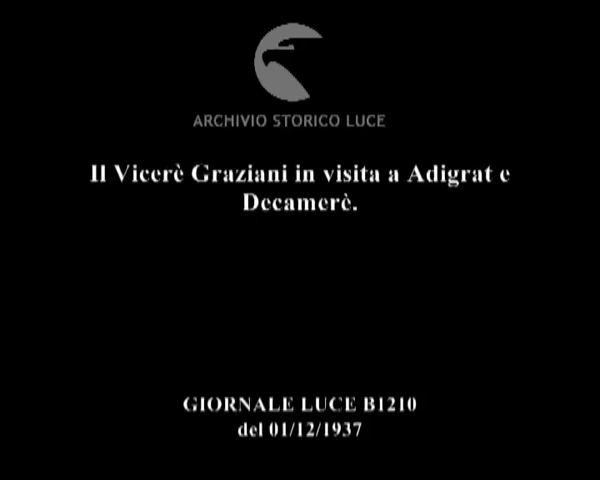 ARCHIVIO STORICO LUCE
Il Vicerè Graziani in visita a Adigrat e
Decamerè.
GIORNALE LUCE B1210
del 01/12/1937